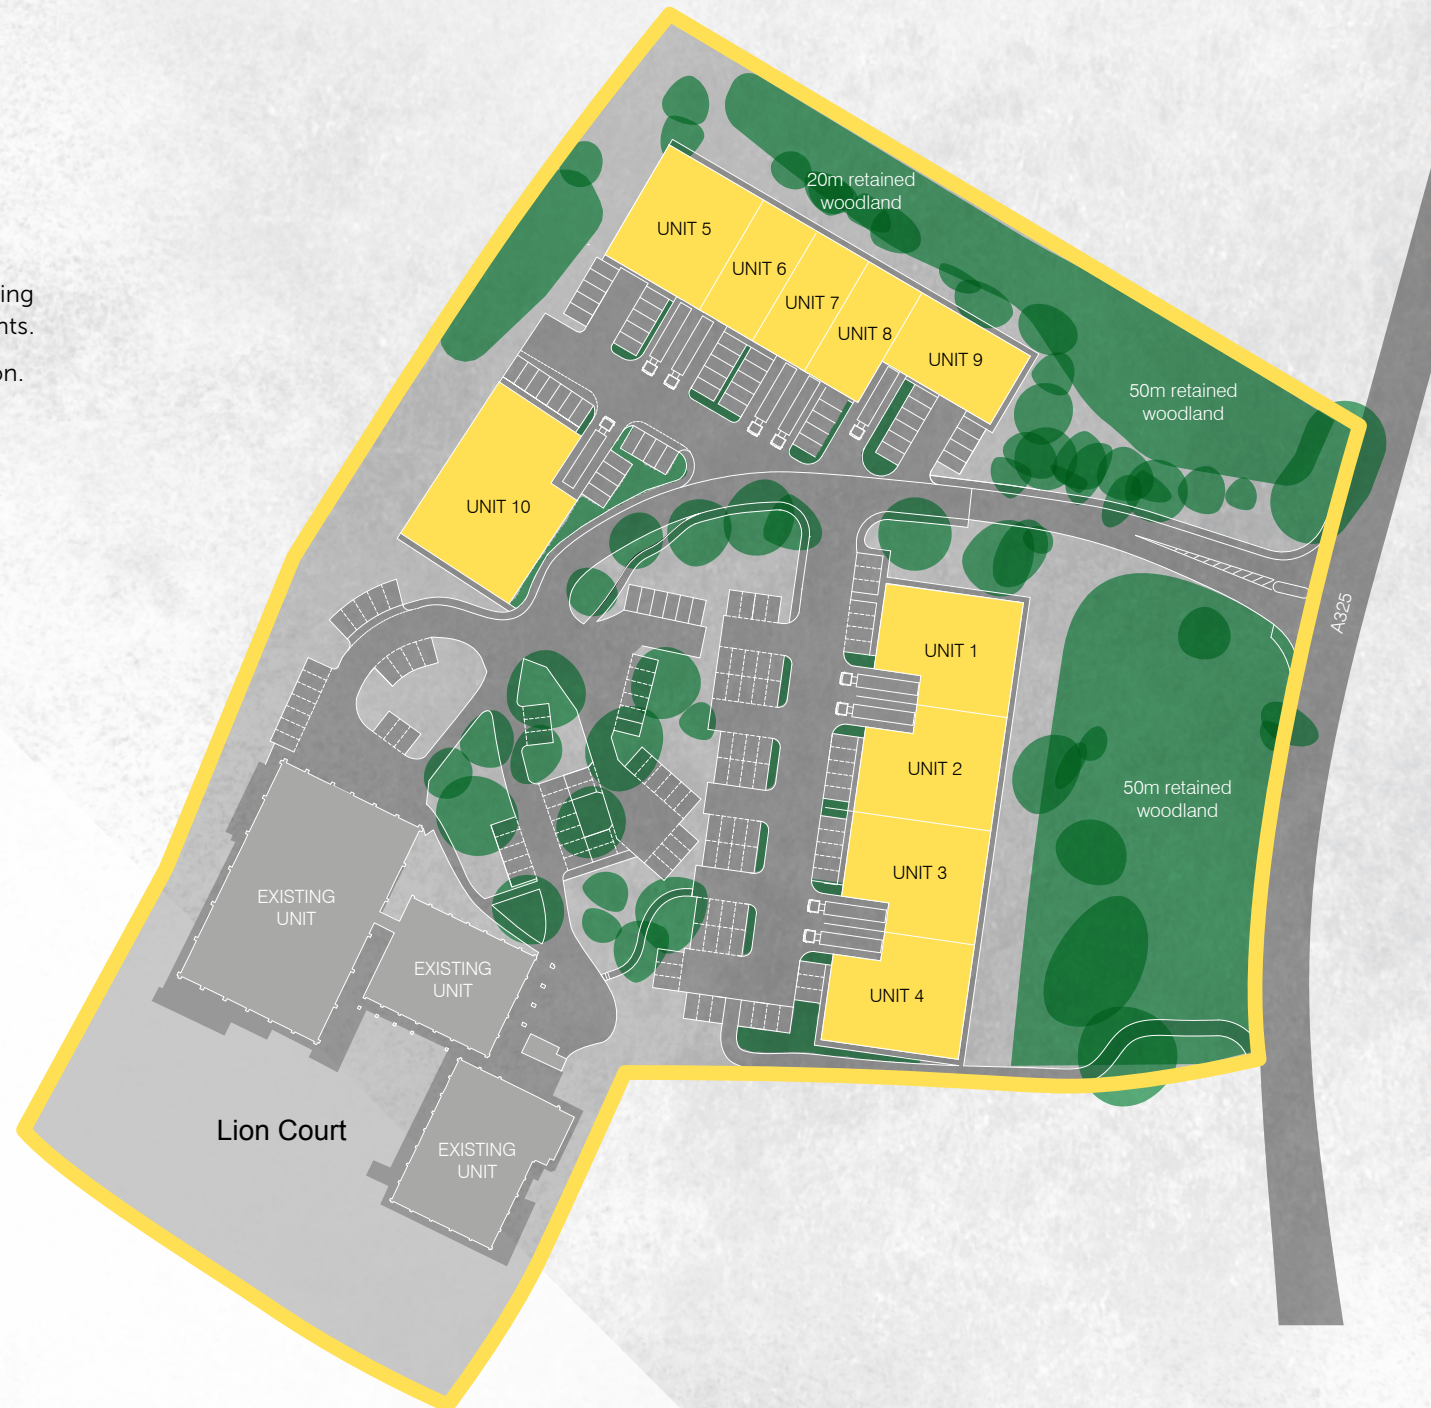 ing
nts.
on.
20m retained
woodland
UNIT 5
UNIT 6
UNIT 7
UNIT 8
UNIT 9
50m retained
woodland
UNIT 10
A325
UNIT 1
UNIT 2
50m retained
woodland
UNIT 3
UNIT 4
EXISTING
UNIT
EXISTING
UNIT
Lion Court
EXISTING
UNIT